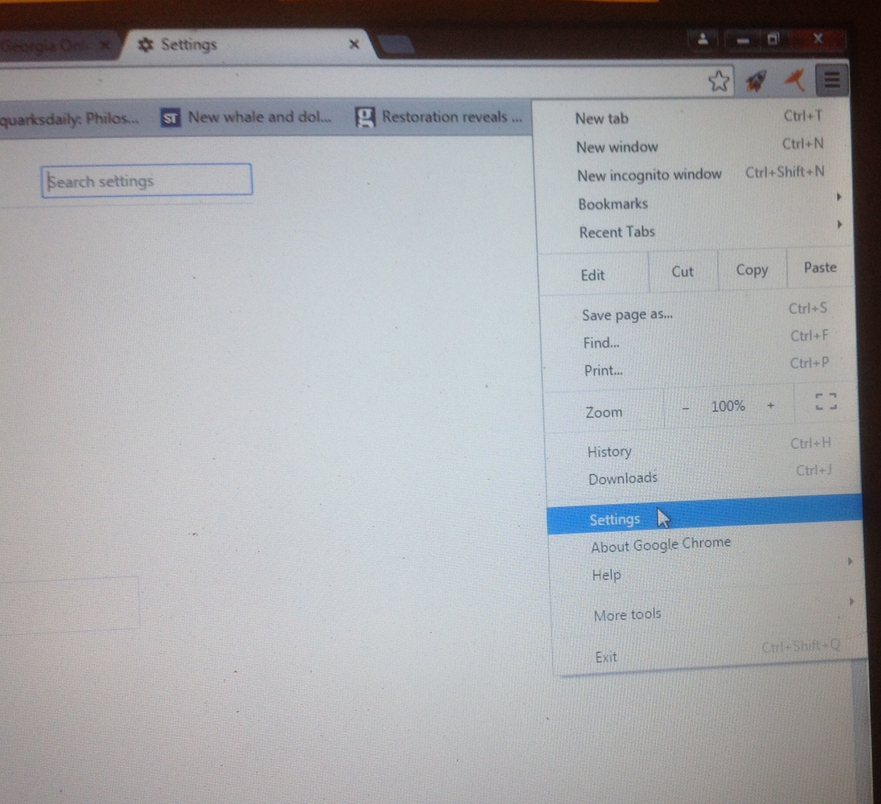 Georgia
Settings
quarksdaily: Philos...
ST
New whale and dol...
g
Restoration reveals ...
Search settings
New tab Ctrl+T
New window Ctrl+N
New incognito window Ctrl+Shift+N
Bookmarks
Recent Tabs
Edit Cut Copy Paste
Save page as... Ctrl+S
Find... Ctrl+F
Print... Ctrl+P
Zoom – 100% +
History Ctrl+H
Downloads Ctrl+J
Settings
About Google Chrome
Help
More tools
Exit Ctrl+Shift+Q